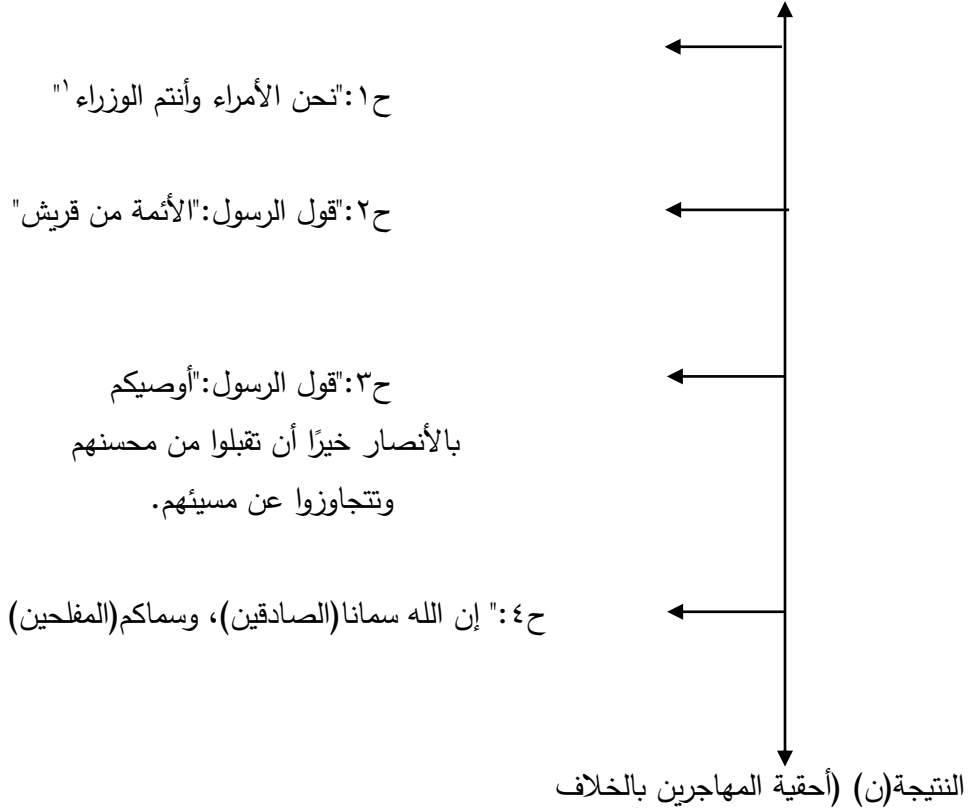 ح١:"نحن الأمراء وأنتم الوزراء١"
ح٢:"قول الرسول:"الأئمة من قريش"
ح٣:"قول الرسول:"أوصيكم
بالأنصار خيرًا أن تقبلوا من محسنهم
وتتجاوزوا عن مسيئهم.
ح٤:" إن الله سمانا(الصادقين)، وسماكم(المفلحين)
النتيجة(ن) (أحقية المهاجرين بالخلاف